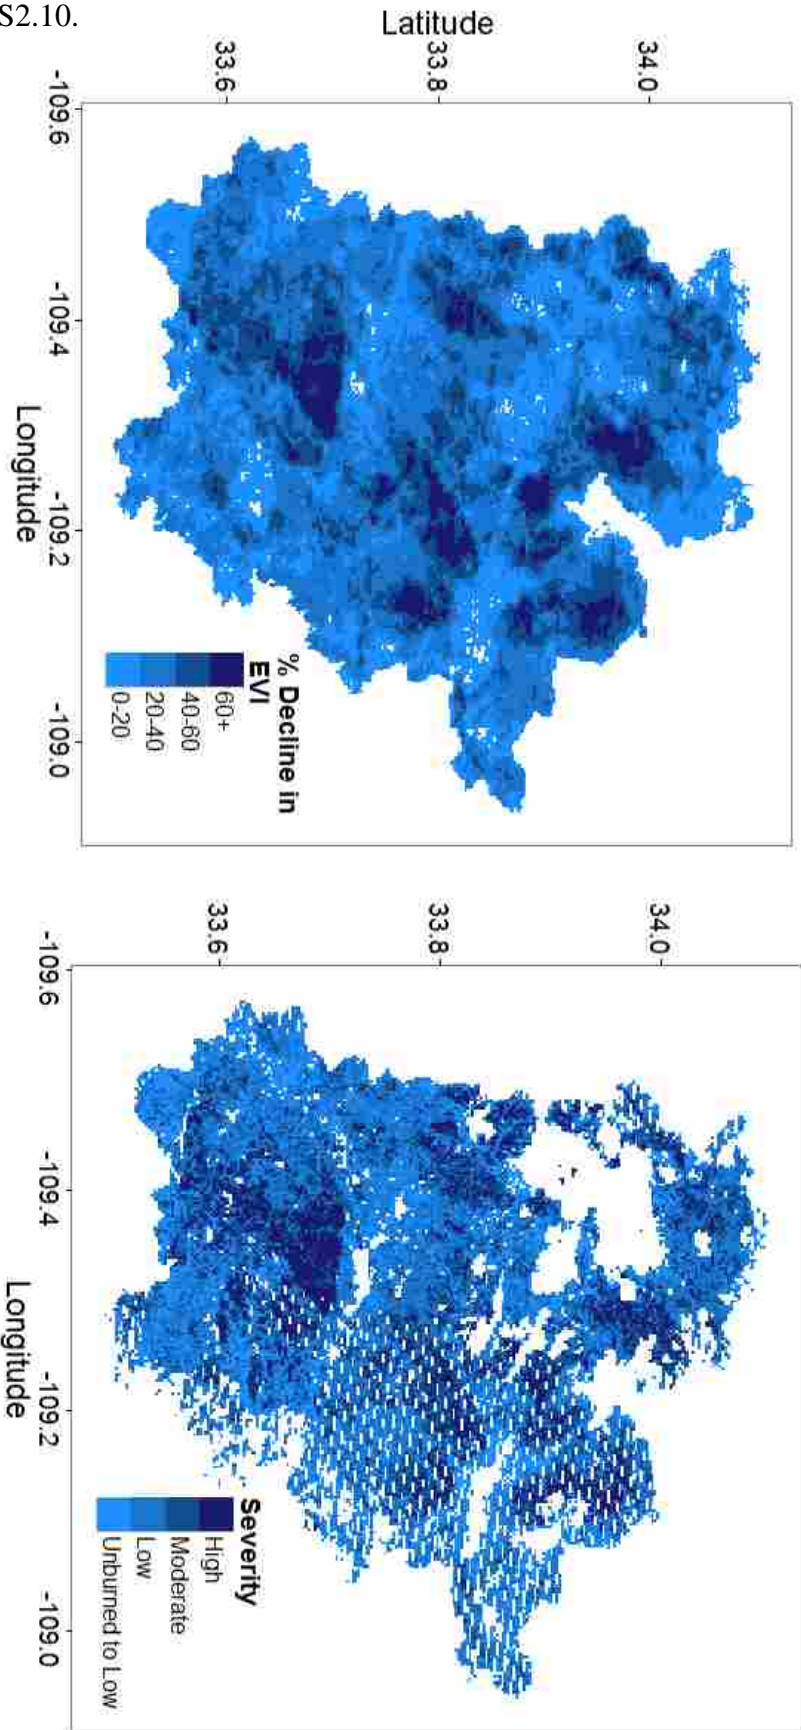 S2.10.
Latitude
33.6
33.8
34.0
-109.6
-109.4
-109.2
-109.0
Longitude
% Decline in
EVI
60+
40-60
20-40
0-20
33.6
33.8
34.0
-109.6
-109.4
-109.2
-109.0
Longitude
Severity
High
Moderate
Low
Unburned to Low